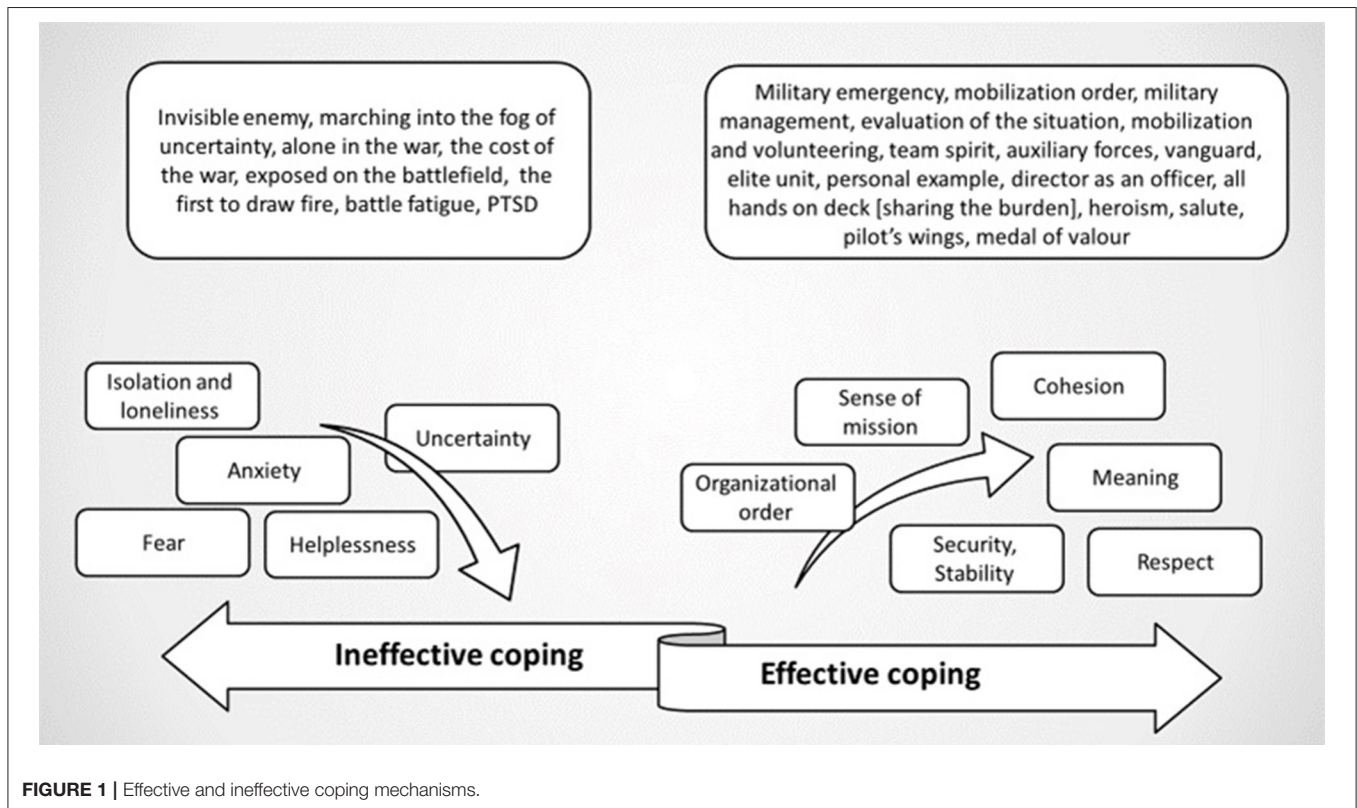 Invisible enemy, marching into the fog of
uncertainty, alone in the war, the cost of
the war, exposed on the battlefield, the
first to draw fire, battle fatigue, PTSD
Military emergency, mobilization order, military
management, evaluation of the situation, mobilization
and volunteering, team spirit, auxiliary forces, vanguard,
elite unit, personal example, director as an officer, all
hands on deck [sharing the burden], heroism, salute,
pilot's wings, medal of valour
Isolation and
loneliness
Uncertainty
Anxiety
Fear
Helplessness
Sense of
mission
Cohesion
Organizational
order
Meaning
Security,
Stability
Respect
Ineffective coping
Effective coping
FIGURE 1 | Effective and ineffective coping mechanisms.